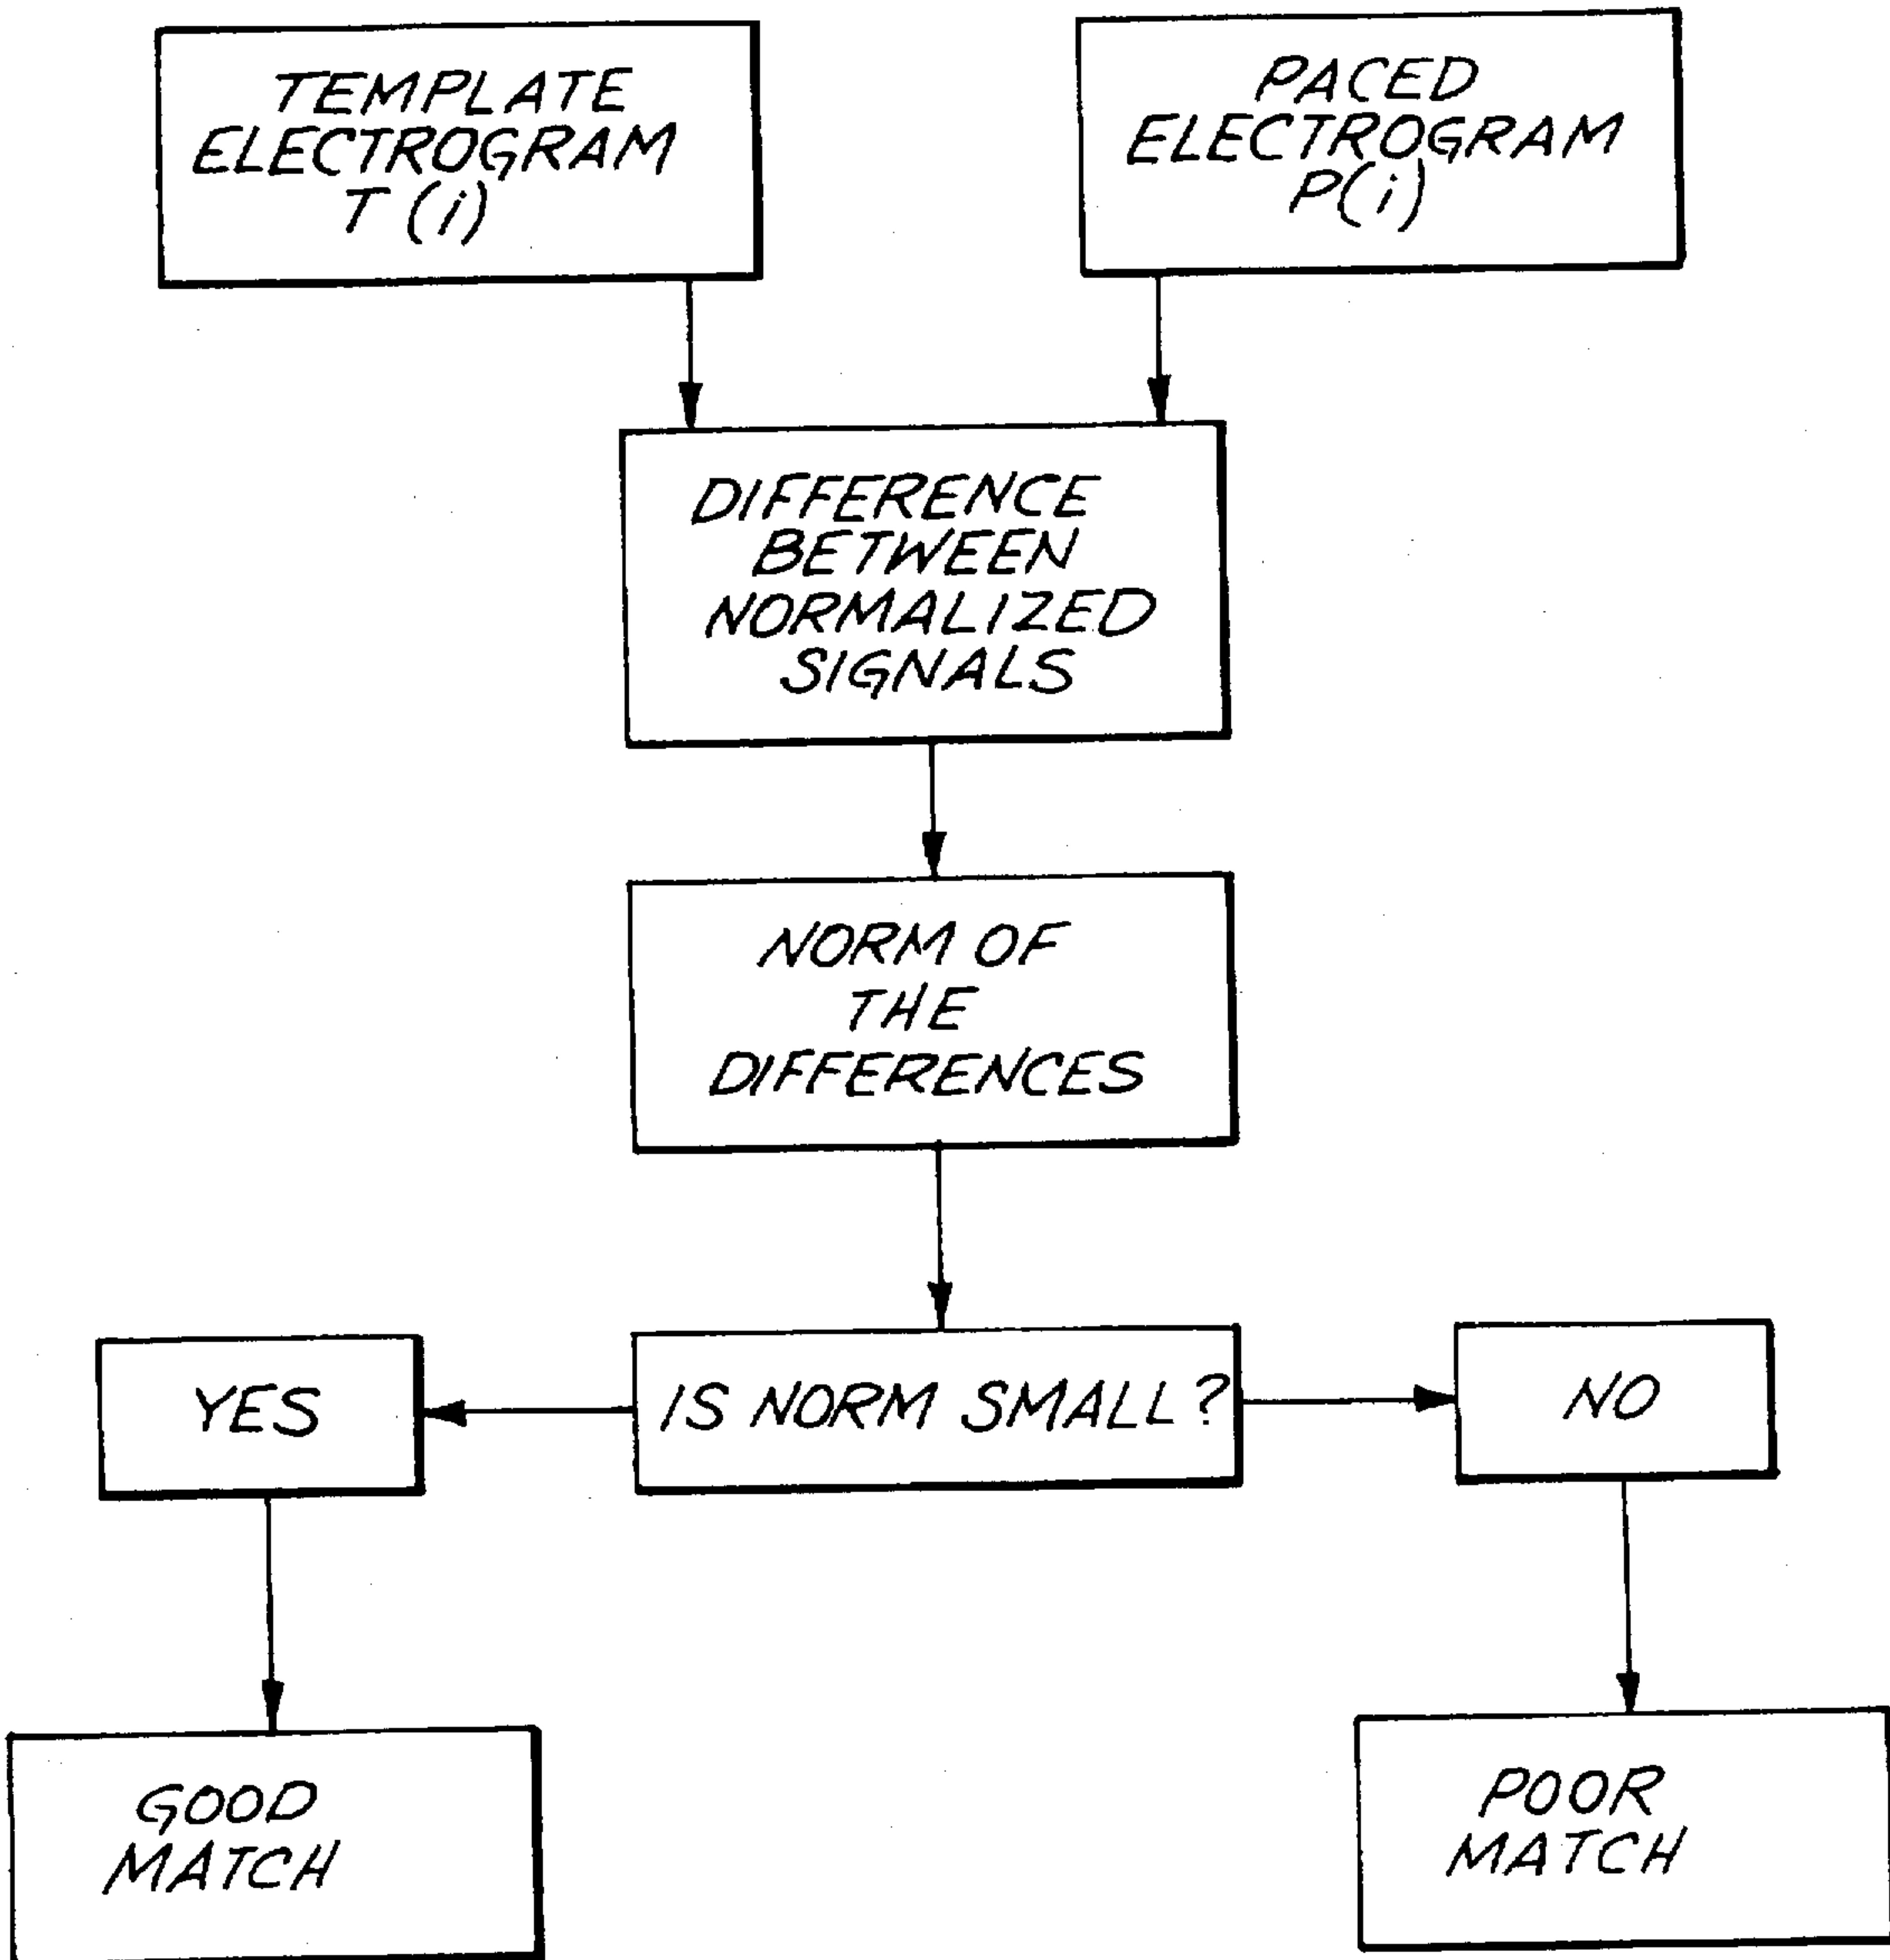 TEMPLATE
ELECTROGRAM
T (i)
PACED
ELECTROGRAM
P(i)
DIFFERENCE
BETWEEN
NORMALIZED
SIGNALS
NORM OF
THE
DIFFERENCES
YES
IS NORM SMALL?
NO
GOOD
MATCH
POOR
MATCH